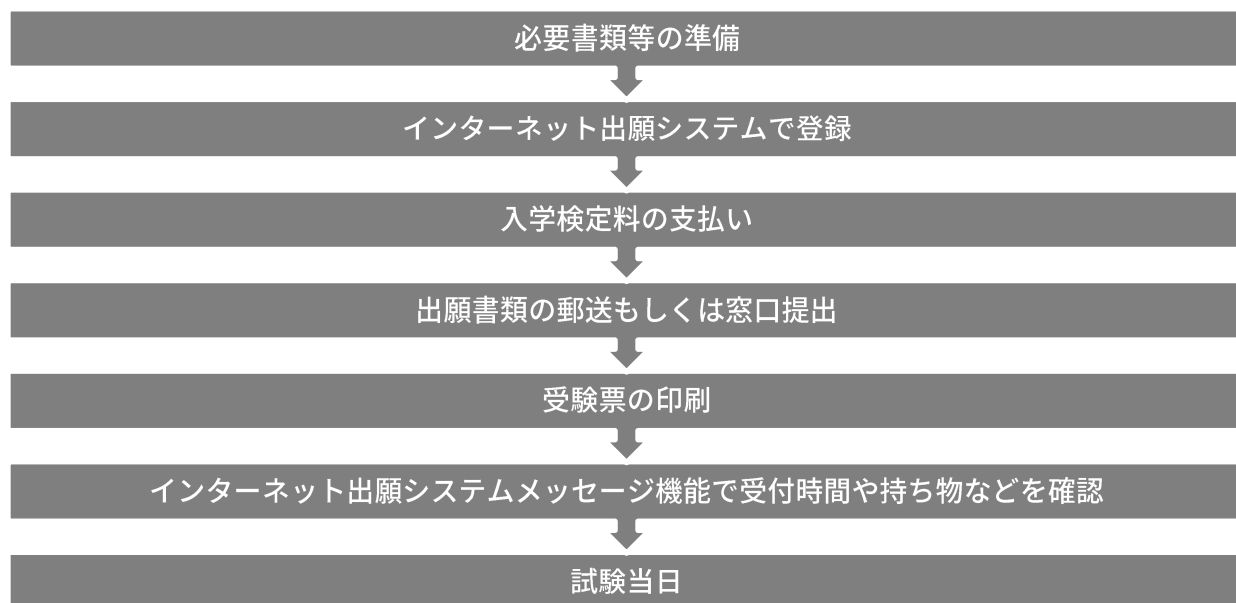 必要書類等の準備
インターネット出願システムで登録
入学検定料の支払い
出願書類の郵送もしくは窓口提出
受験票の印刷
インターネット出願システムメッセージ機能で受付時間や持ち物などを確認
試験当日